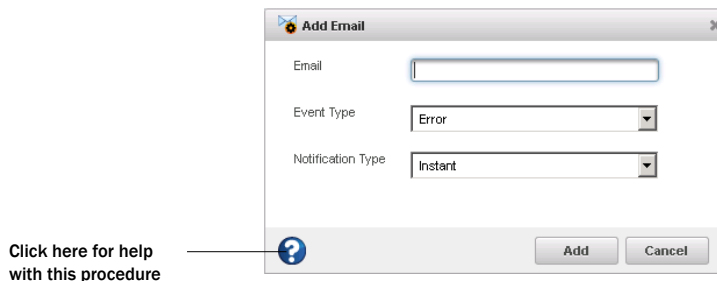 Add Email
Email
Event Type
Error
Notification Type
Instant
Click here for help
with this procedure
?
Add
Cancel